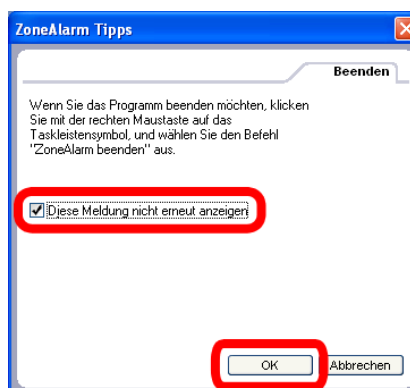 ZoneAlarm Tipps
Beenden
Wenn Sie das Programm beenden möchten, klicken
Sie mit der rechten Maustaste auf das
Taskleistensymbol, und wählen Sie den Befehl
"ZoneAlarm beenden" aus.
Diese Meldung nicht erneut anzeigen
OK
Abbrechen